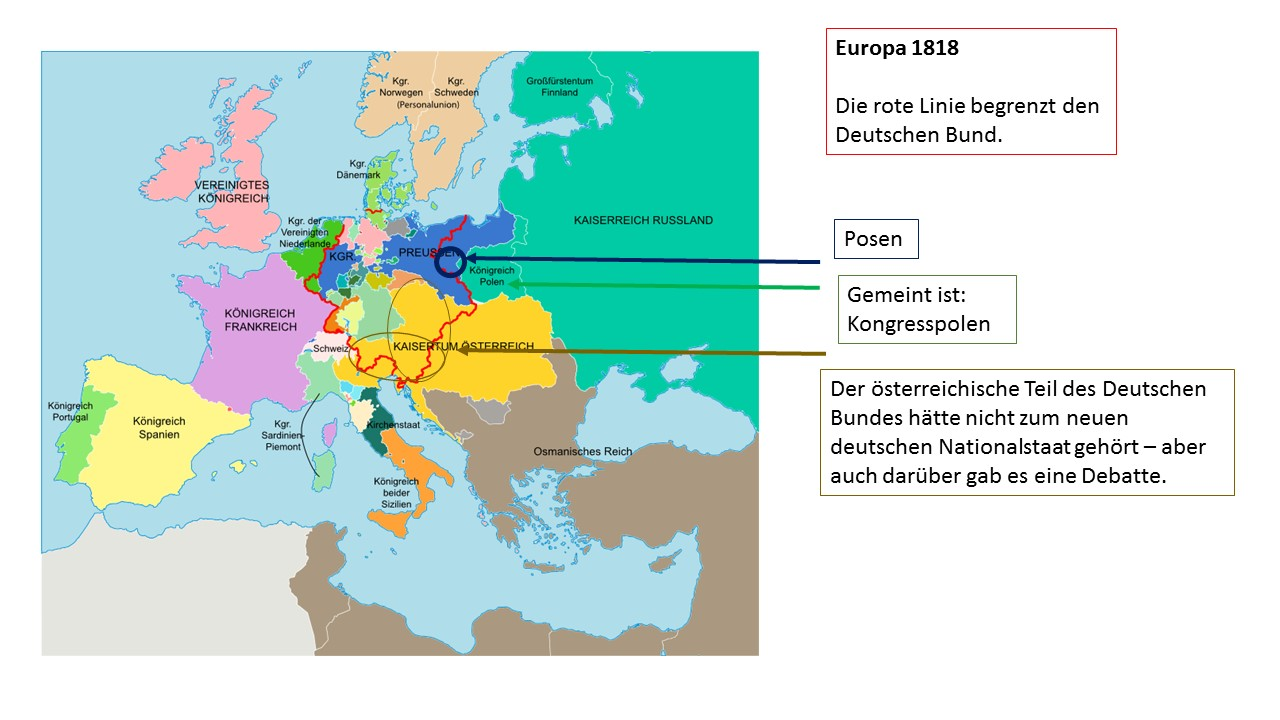 Europa 1818
Die rote Linie begrenzt den
Deutschen Bund.
Posen
Gemeint ist:
Kongresspolen
Der österreichische Teil des Deutschen
Bundes hätte nicht zum neuen
deutschen Nationalstaat gehört – aber
auch darüber gab es eine Debatte.
Kgr.
Norwegen
Kgr.
Schweden
(Personalunion)
Großfürstentum
Finnland
Kgr.
Dänemark
VEREINIGTES
KÖNIGREICH
Kgr. der
Vereinigten
Niederlande
KGR.
PREUSSEN
KAISERREICH RUSSLAND
Königreich
Polen
KÖNIGREICH
FRANKREICH
Schweiz
KAISERTUM ÖSTERREICH
Königreich
Portugal
Königreich
Spanien
Kgr.
Sardinien-
Piemont
Kirchenstaat
Osmanisches Reich
Königreich
beider
Sizilien